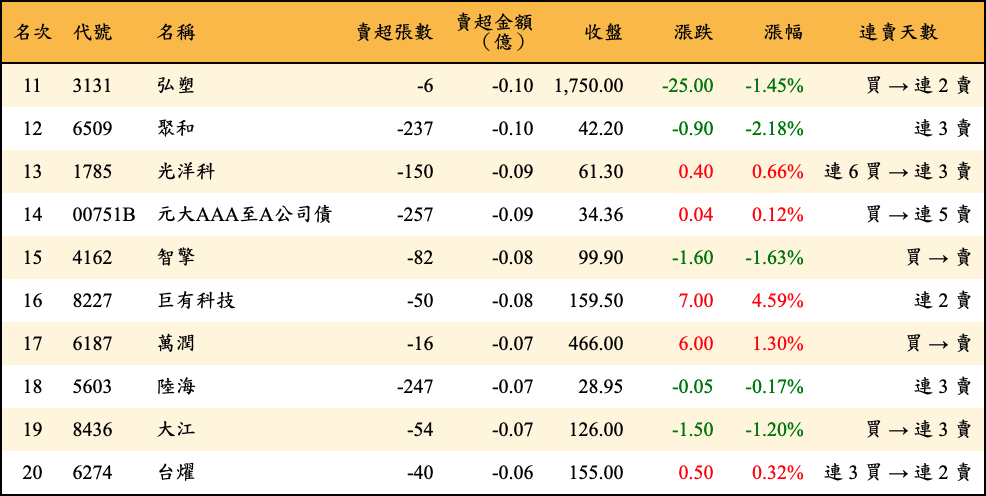 名次 代號 名稱 賣超張數 賣超金額（億） 收盤 漲跌 漲幅 連賣天數
11 3131 弘塑 -6 -0.10 1,750.00 -25.00 -1.45% 買 → 連 2 賣
12 6509 聚和 -237 -0.10 42.20 -0.90 -2.18% 連 3 賣
13 1785 光洋科 -150 -0.09 61.30 0.40 0.66% 連 6 買 → 連 3 賣
14 00751B 元大AAA至A公司債 -257 -0.09 34.36 0.04 0.12% 買 → 連 5 賣
15 4162 智擎 -82 -0.08 99.90 -1.60 -1.63% 買 → 賣
16 8227 巨有科技 -50 -0.08 159.50 7.00 4.59% 連 2 賣
17 6187 萬潤 -16 -0.07 466.00 6.00 1.30% 買 → 賣
18 5603 陸海 -247 -0.07 28.95 -0.05 -0.17% 連 3 賣
19 8436 大江 -54 -0.07 126.00 -1.50 -1.20% 買 → 連 3 賣
20 6274 台燿 -40 -0.06 155.00 0.50 0.32% 連 3 買 → 連 2 賣